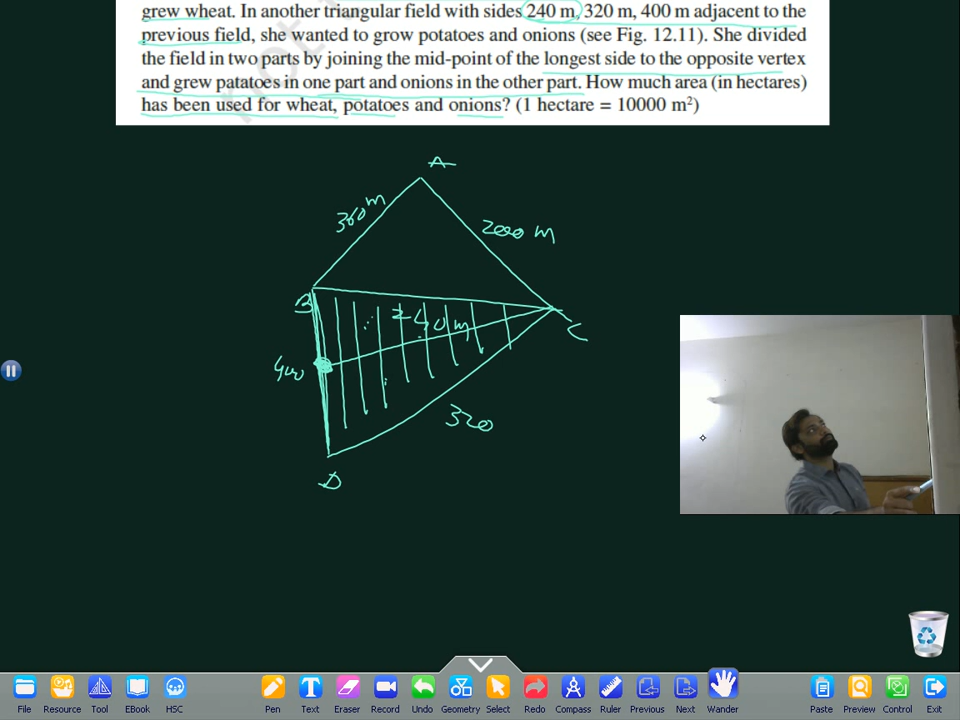 grew wheat. In another triangular field with sides 240 m, 320 m, 400 m adjacent to the
previous field, she wanted to grow potatoes and onions (see Fig. 12.11). She divided
the field in two parts by joining the mid-point of the longest side to the opposite vertex
and grew patatoes in one part and onions in the other part. How much area (in hectares)
has been used for wheat, potatoes and onions? (1 hectare = 10000 m²)
A
360 m
200 m
B
240 m
C
400
320
D
File Resource Tool EBook HSC Pen Text Eraser Record Undo Geometry Select Redo Compass Ruler Previous Next Wander Paste Preview Control Exit